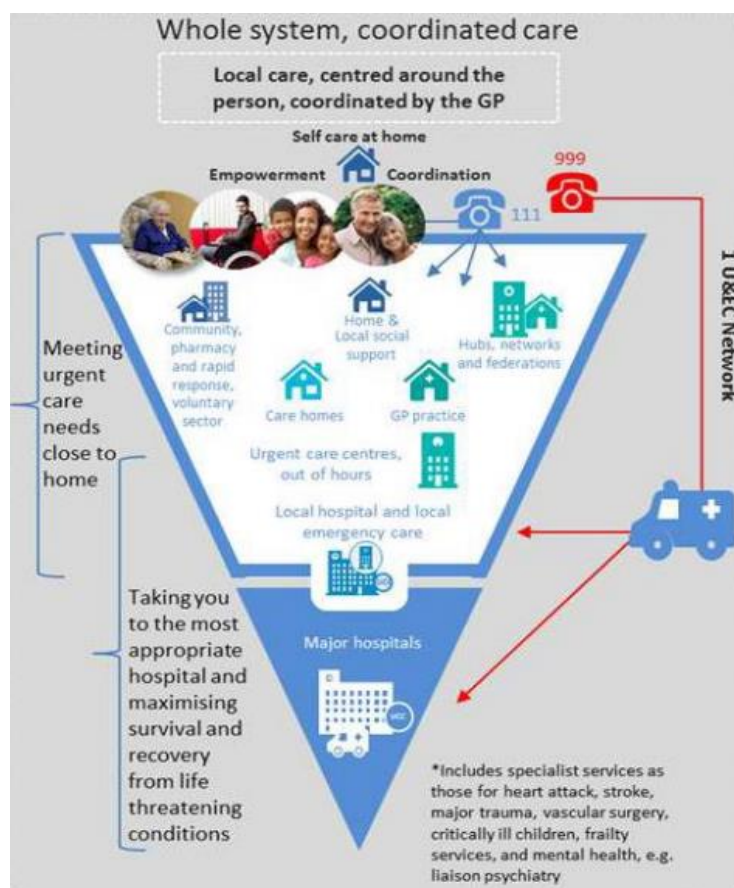 Whole system, coordinated care
Local care, centred around the
person, coordinated by the GP
Self care at home
Empowerment
Coordination
999
111
1 U&EC Network
Community,
pharmacy
and rapid
response,
voluntary
sector
Home &
Local social
support
Hubs, networks
and federations
Care homes
GP practice
Urgent care centres,
out of hours
Local hospital and local
emergency care
Meeting
urgent
care
needs
close to
home
Major hospitals
Taking you
to the most
appropriate
hospital and
maximising
survival and
recovery
from life
threatening
conditions
*Includes specialist services as
those for heart attack, stroke,
major trauma, vascular surgery,
critically ill children, frailty
services, and mental health, e.g.
liaison psychiatry